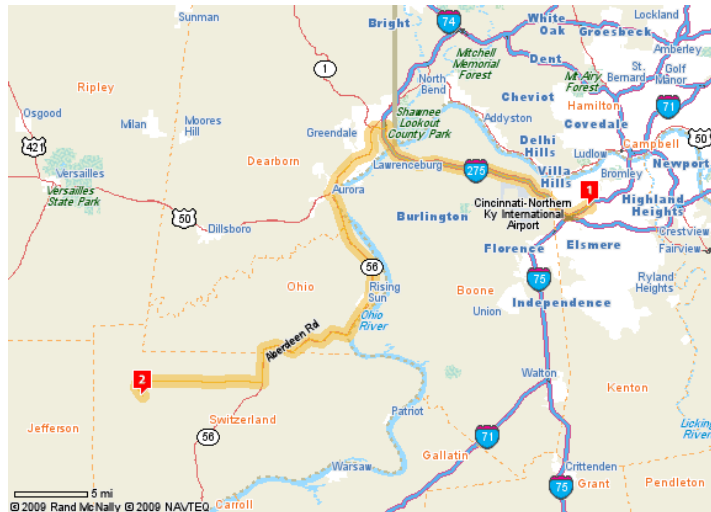 Sunman
Bright
74
White
Oak
Lockland
Groesbeck
Amberley
1
Mitchell
Memorial
Forest
Dent
St.
Bernard
Golf
Manor
Ripley
North
Bend
Mt Airy
Forest
Hamilton
Osgood
Milan
Moores
Hill
Shawnee
Lookout
County Park
Cheviot
71
Addyston
Covedale
421
Greendale
Delhi
Hills
Campbell
50
Dearborn
Ludlow
Versailles
Lawrenceburg
275
Villa
Hills
Bromley
Newport
Versailles
State Park
Aurora
1
50
Cincinnati-Northern
Ky International
Airport
Highland
Heights
Dillsboro
Burlington
Crestview
Florence
Elsmere
Fairview
56
Ohio
Rising
Sun
Boone
75
Ryland
Heights
Union
Independence
Ohio
River
Aberdeen Rd
2
Walton
Kenton
Jefferson
Switzerland
Patriot
Licking
River
56
71
Gallatin
Warsaw
Crittenden
75
Grant
Pendleton
5 mi
Carroll
© 2009 Rand McNally © 2009 NAVTEQ